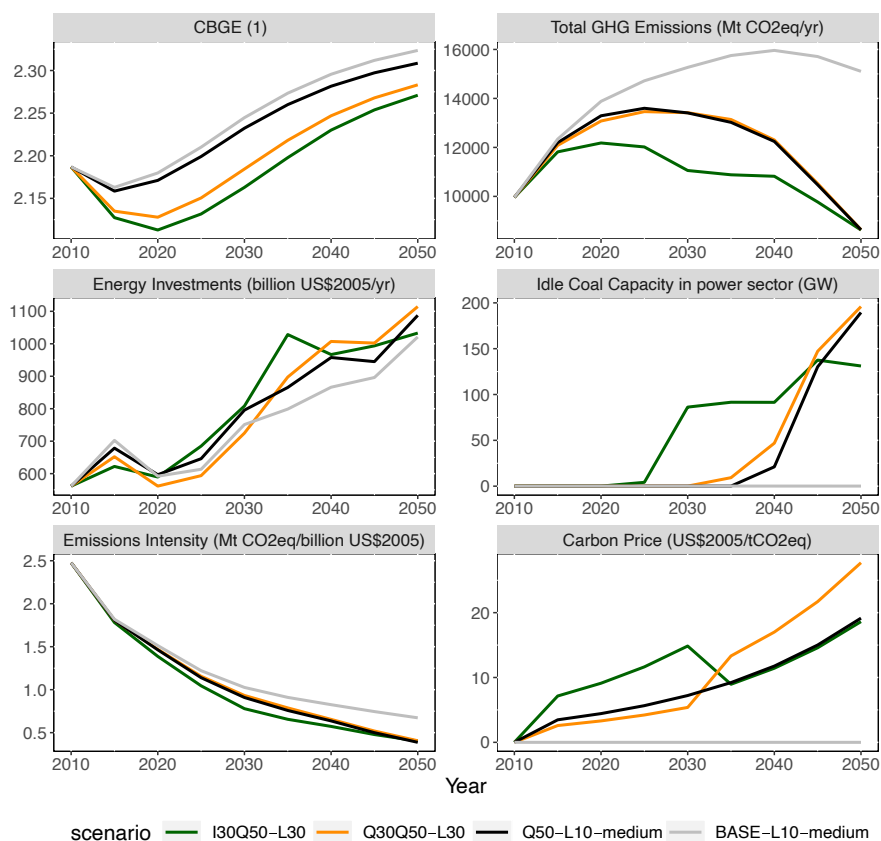 CBGE (1)
Total GHG Emissions (Mt CO2eq/yr)
2.30
2.25
2.20
2.15
16000
14000
12000
10000
2010 2020 2030 2040 2050
2010 2020 2030 2040 2050
Energy Investments (billion US$2005/yr)
Idle Coal Capacity in power sector (GW)
1100
1000
900
800
700
600
200
150
100
50
0
2010 2020 2030 2040 2050
2010 2020 2030 2040 2050
Emissions Intensity (Mt CO2eq/billion US$2005)
Carbon Price (US$2005/tCO2eq)
2.5
2.0
1.5
1.0
0.5
20
10
0
2010 2020 2030 2040 2050
2010 2020 2030 2040 2050
Year
scenario I30Q50−L30 Q30Q50−L30 Q50−L10−medium BASE−L10−medium